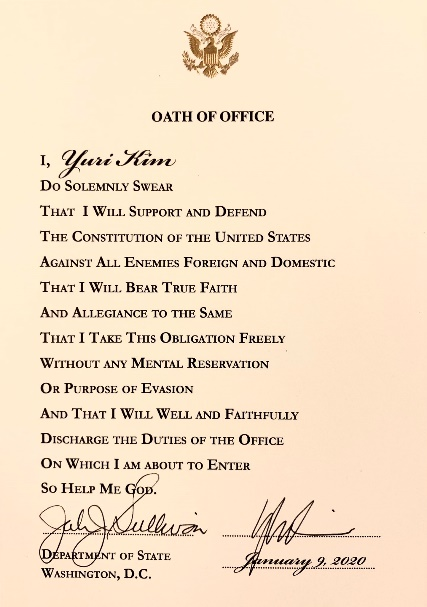 OATH OF OFFICE
I, Yuri Kim
DO SOLEMNLY SWEAR
THAT I WILL SUPPORT AND DEFEND
THE CONSTITUTION OF THE UNITED STATES
AGAINST ALL ENEMIES FOREIGN AND DOMESTIC
THAT I WILL BEAR TRUE FAITH
AND ALLEGIANCE TO THE SAME
THAT I TAKE THIS OBLIGATION FREELY
WITHOUT ANY MENTAL RESERVATION
OR PURPOSE OF EVASION
AND THAT I WILL WELL AND FAITHFULLY
DISCHARGE THE DUTIES OF THE OFFICE
ON WHICH I AM ABOUT TO ENTER
SO HELP ME GOD.
John J Sullivan
DEPARTMENT OF STATE
WASHINGTON, D.C.
January 9, 2020